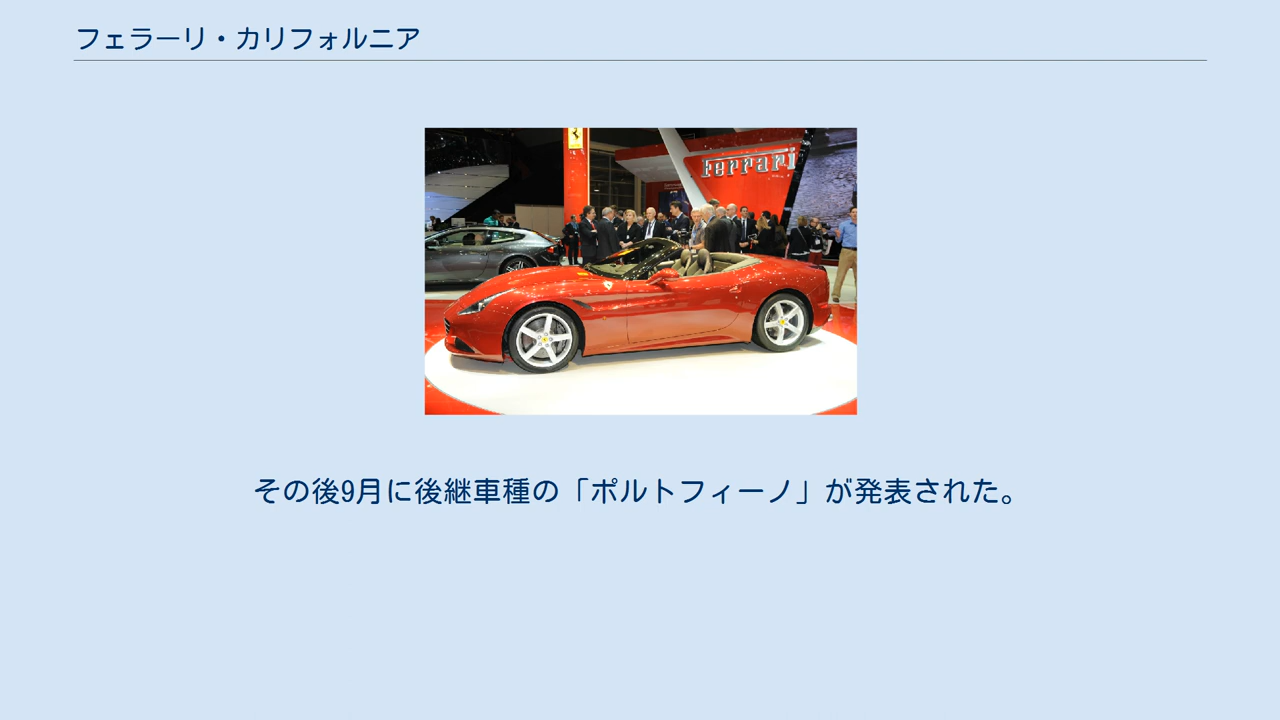 フェラーリ・カリフォルニア
Ferrari
その後9月に後継車種の「ポルトフィーノ」が発表された。